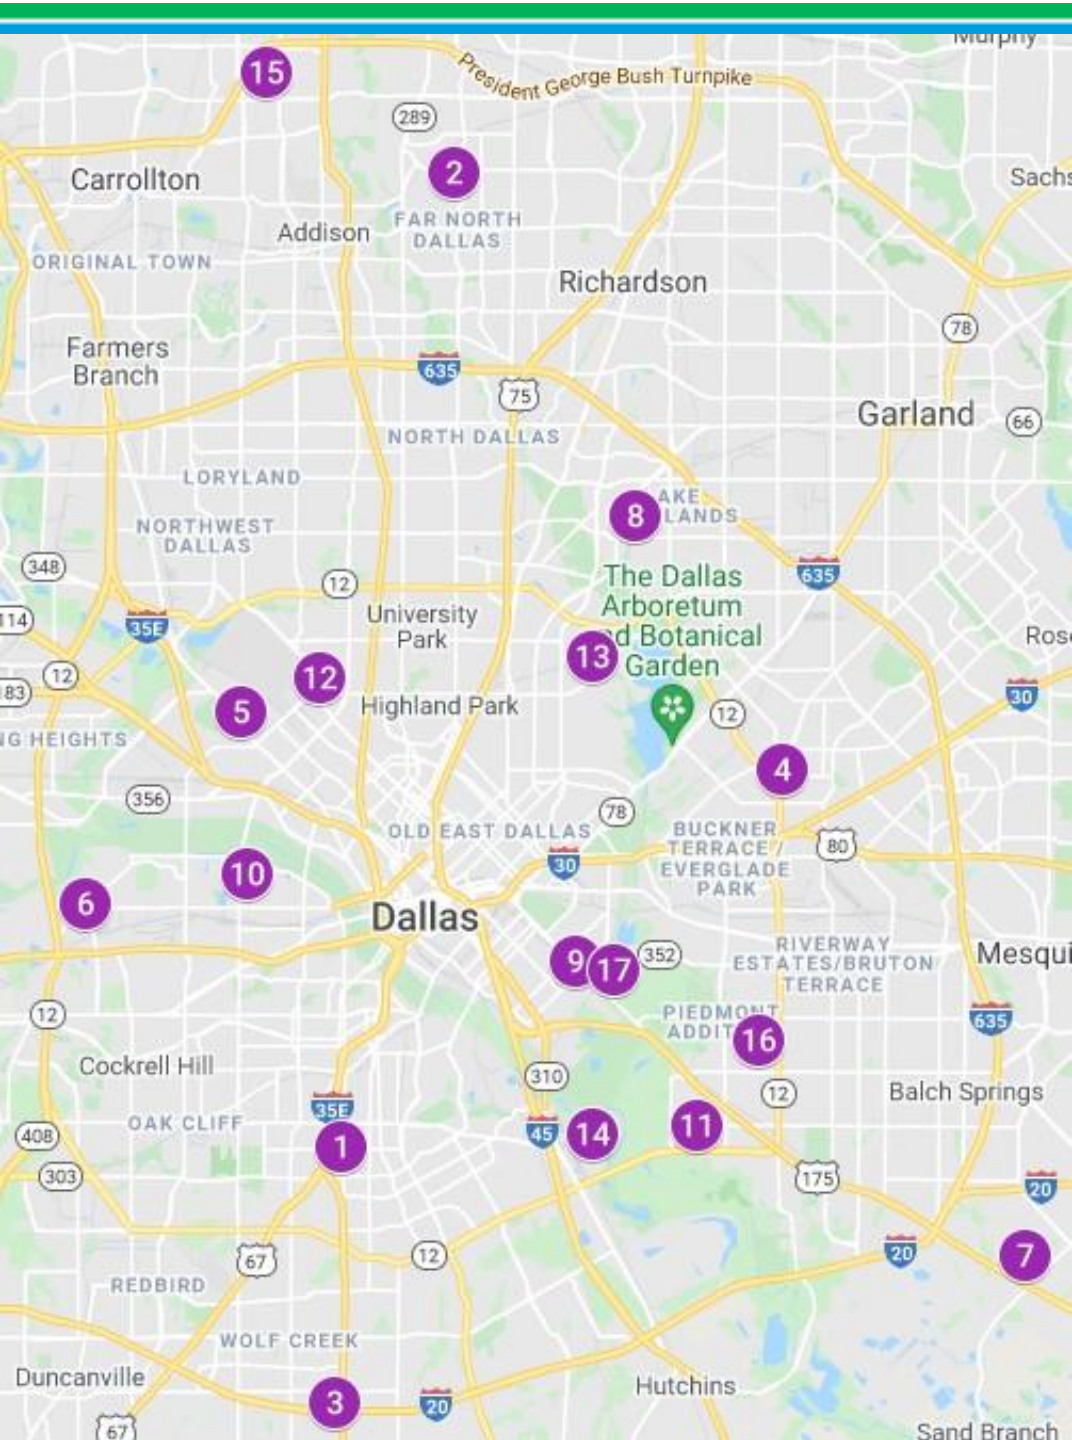 Murphy
15
President George Bush Turnpike
289
2
Carrollton
Sachs
FAR NORTH
DALLAS
Addison
ORIGINAL TOWN
Richardson
78
Farmers
Branch
635
75
Garland
66
NORTH DALLAS
LORYLAND
AKE
LANDS
8
NORTHWEST
DALLAS
348
12
The Dallas
Arboretum
d Botanical
Garden
635
114
35E
University
Park
Rose
13
12
12
83
30
5
Highland Park
12
NG HEIGHTS
4
356
78
OLD EAST DALLAS
BUCKNER
TERRACE /
EVERGLADE
PARK
80
30
10
6
Dallas
RIVERWAY
ESTATES/BRUTON
TERRACE
Mesqui
9
17
352
12
PIEDMONT
ADDIT
16
635
Cockrell Hill
310
12
Balch Springs
35E
OAK CLIFF
408
1
45
14
11
303
175
20
67
12
20
7
REDBIRD
WOLF CREEK
Duncanville
Hutchins
3
20
67
Sand Branch